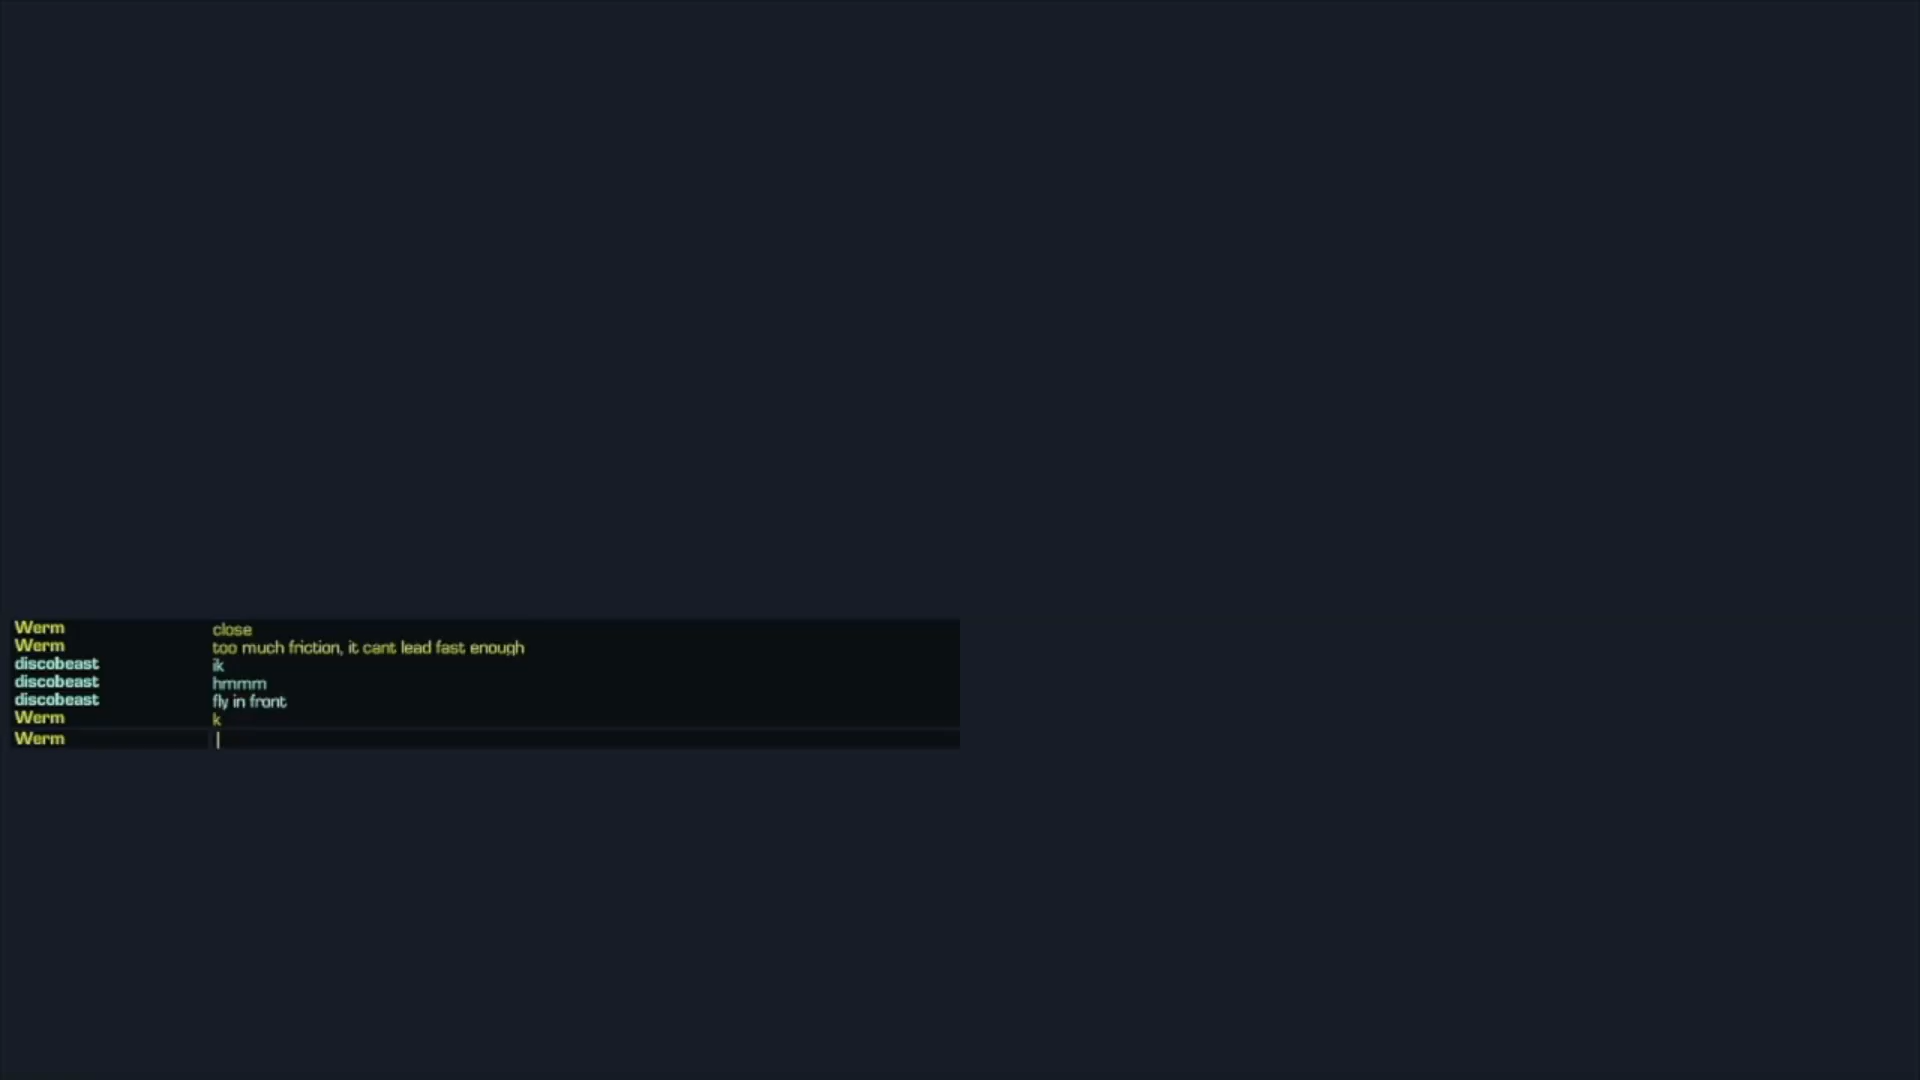 Werm close
Werm too much friction, it cant lead fast enough
discobeast ik
discobeast hmmm
discobeast fly in front
Werm k
Werm |